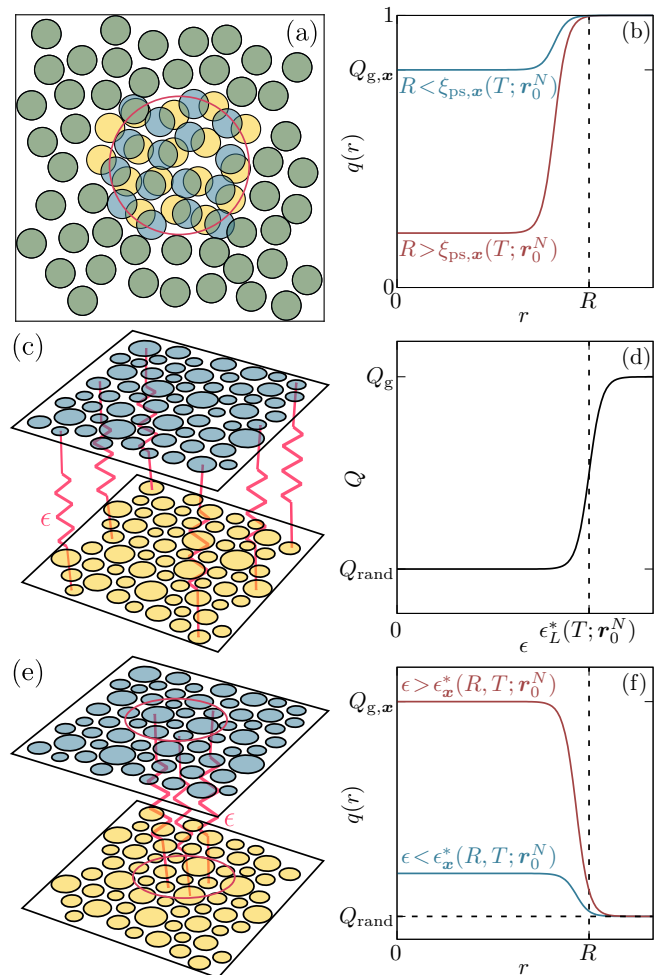 (a)
(b)
1
Q_{g,x}
R<ξ_{ps,x}(T; r_0^N)
q(r)
R>ξ_{ps,x}(T; r_0^N)
0
0
r
R
(c)
ϵ
(d)
Q_g
Q
Q_{rand}
0
ϵ
ϵ_L^*(T; r_0^N)
(e)
ϵ
(f)
ϵ>ϵ_x^*(R, T; r_0^N)
Q_{g,x}
q(r)
ϵ<ϵ_x^*(R, T; r_0^N)
Q_{rand}
0
r
R